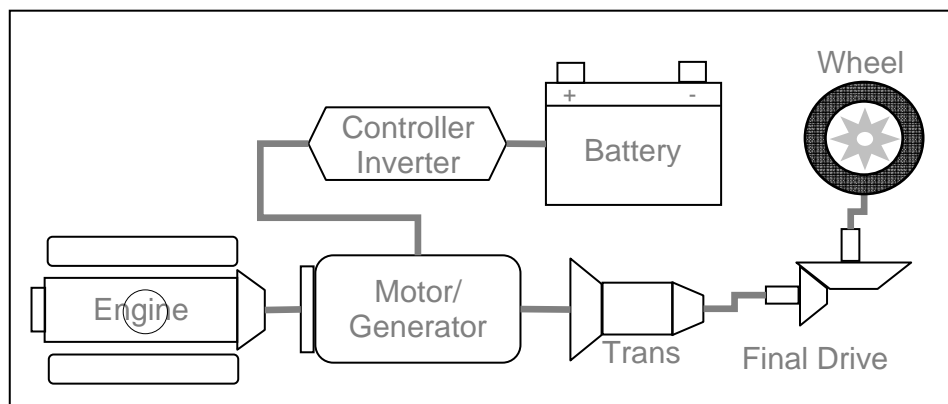 Wheel
+ -
Controller
Inverter
Battery
Engine
Motor/
Generator
Trans
Final Drive